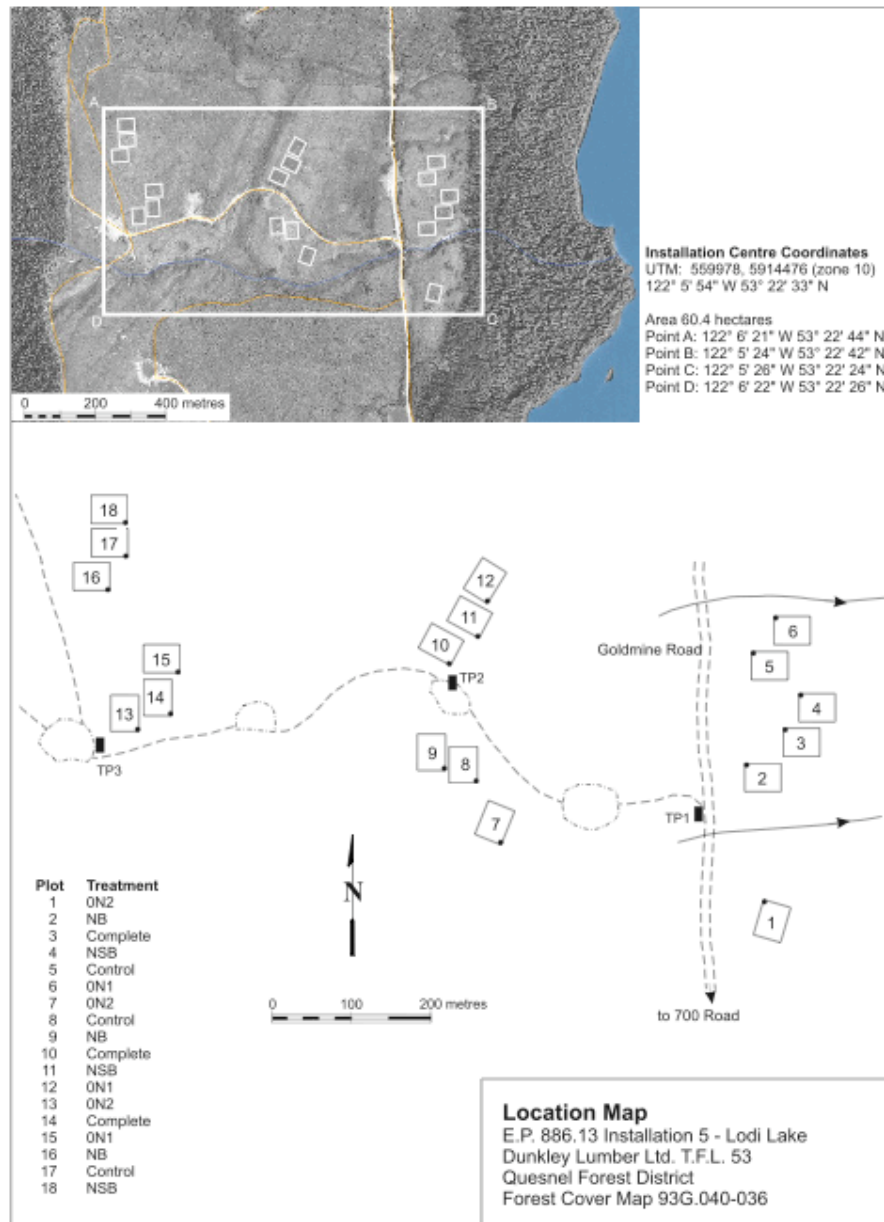 A
B
D
C
0 200 400 metres
Installation Centre Coordinates
UTM: 559978, 5914476 (zone 10)
122° 5' 54" W 53° 22' 33" N
Area 60.4 hectares
Point A: 122° 6' 21" W 53° 22' 44" N
Point B: 122° 5' 24" W 53° 22' 42" N
Point C: 122° 5' 26" W 53° 22' 24" N
Point D: 122° 6' 22" W 53° 22' 26" N
18
17
16
15
14
13
TP3
12
11
10
TP2
9
8
7
Goldmine Road
6
5
4
3
2
TP1
1
to 700 Road
N
0 100 200 metres
Plot Treatment
1 0N2
2 NB
3 Complete
4 NSB
5 Control
6 0N1
7 0N2
8 Control
9 NB
10 Complete
11 NSB
12 0N1
13 0N2
14 Complete
15 0N1
16 NB
17 Control
18 NSB
Location Map
E.P. 886.13 Installation 5 - Lodi Lake
Dunkley Lumber Ltd. T.F.L. 53
Quesnel Forest District
Forest Cover Map 93G.040-036